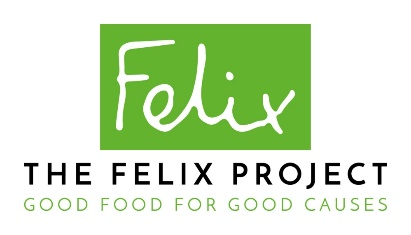 Felix
THE FELIX PROJECT
GOOD FOOD FOR GOOD CAUSES